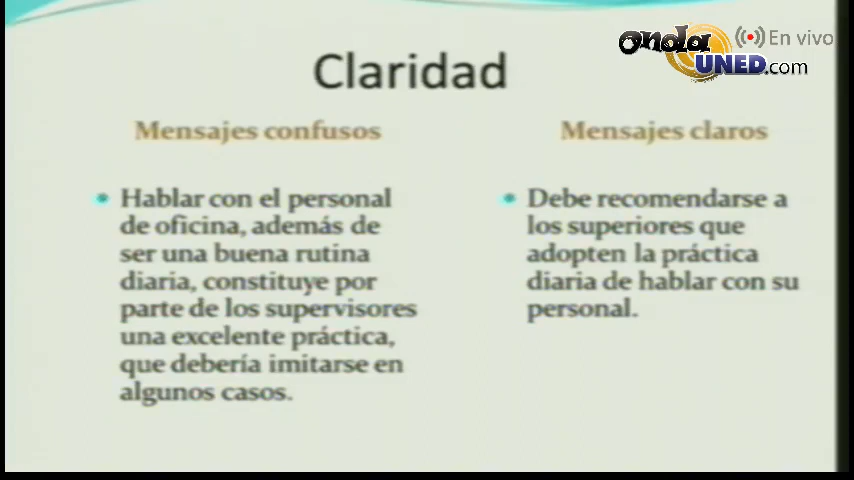 onda
UNED.com
En vivo
Claridad
Mensajes confusos
Hablar con el personal
de oficina, además de
ser una buena rutina
diaria, constituye por
parte de los supervisores
una excelente práctica,
que debería imitarse en
algunos casos.
Mensajes claros
Debe recomendarse a
los superiores que
adopten la práctica
diaria de hablar con su
personal.